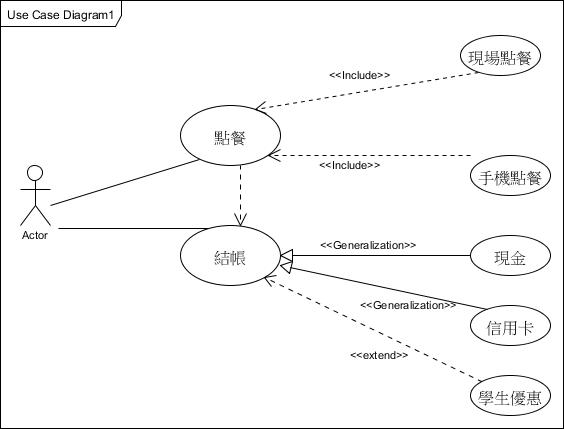 Use Case Diagram1
現場點餐
<<Include>>
點餐
<<Include>>
手機點餐
Actor
結帳
<<Generalization>>
現金
<<Generalization>>
信用卡
<<extend>>
學生優惠